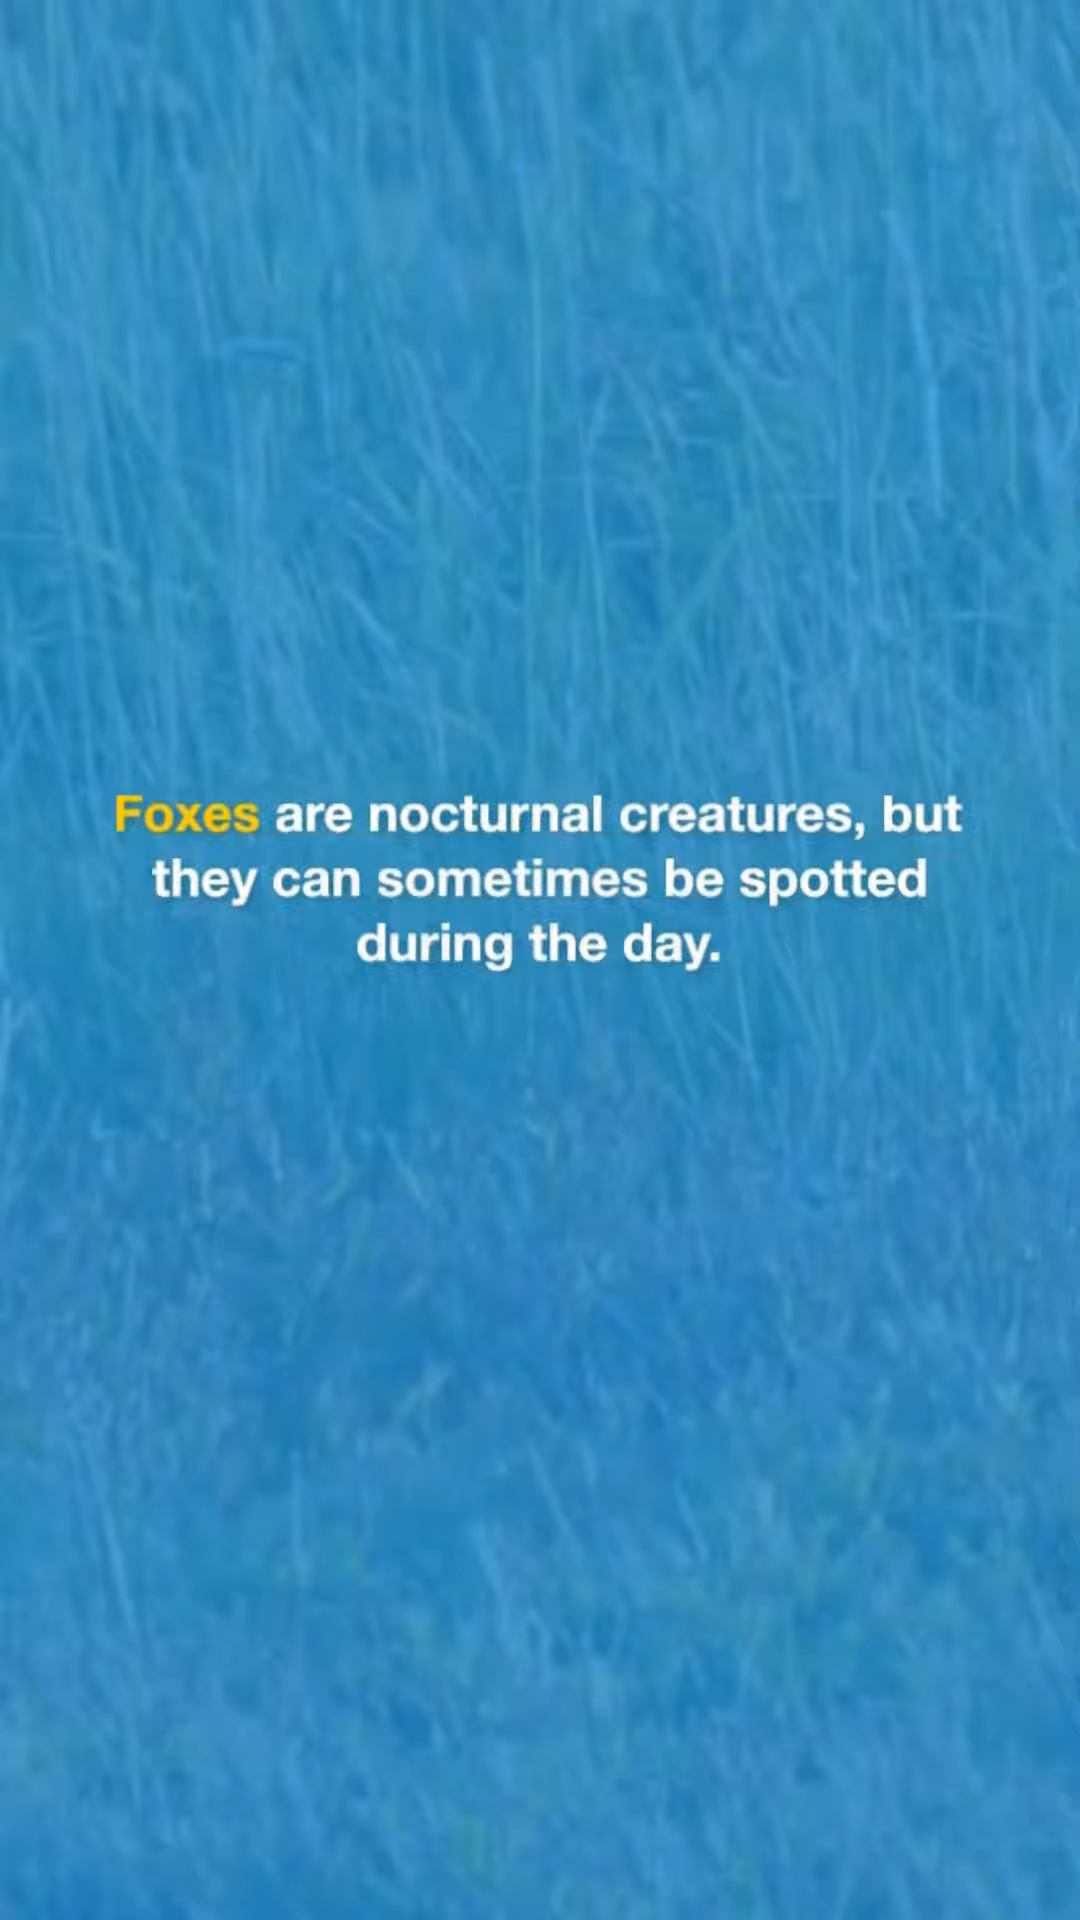 Foxes are nocturnal creatures, but
they can sometimes be spotted
during the day.